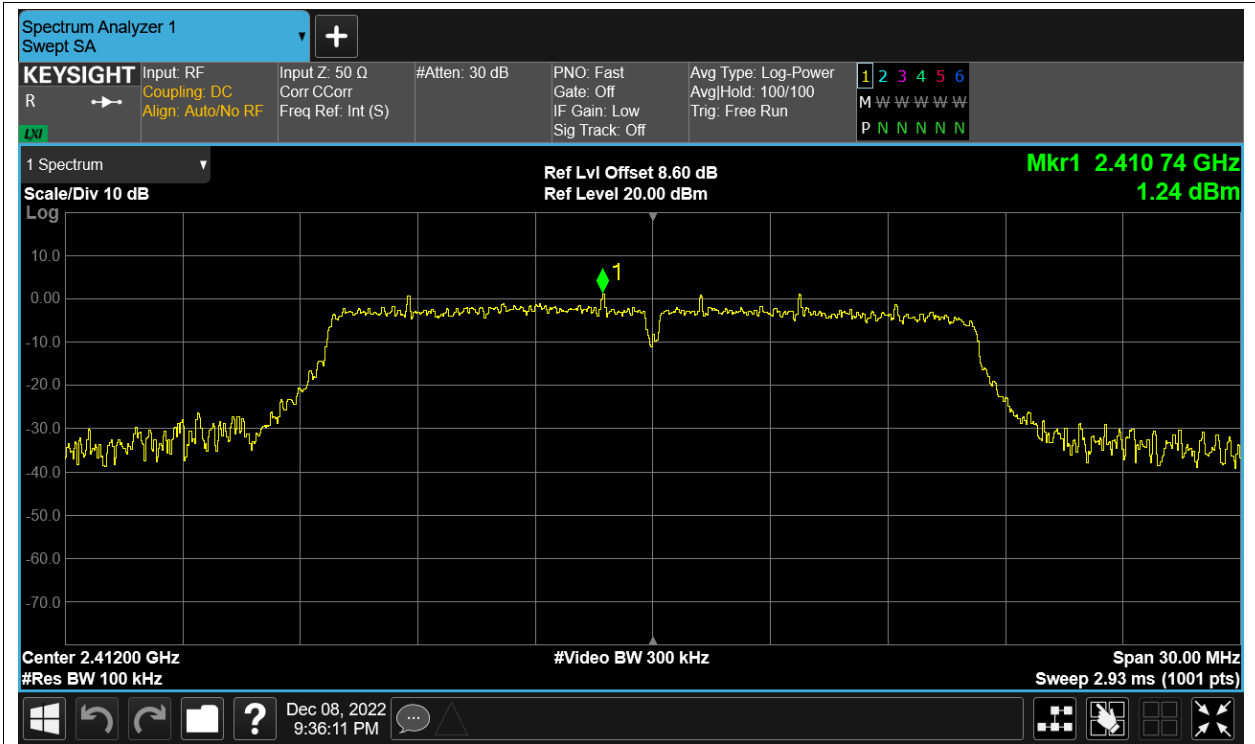 Spectrum Analyzer 1
Swept SA
KEYSIGHT
R
LXI
Input: RF
Coupling: DC
Align: Auto/No RF
Input Z: 50 Ω
Corr CCorr
Freq Ref: Int (S)
#Atten: 30 dB
PNO: Fast
Gate: Off
IF Gain: Low
Sig Track: Off
Avg Type: Log-Power
Avg|Hold: 100/100
Trig: Free Run
1 2 3 4 5 6
M W W W W W
P N N N N N N
1 Spectrum
Scale/Div 10 dB
Log
Ref Lvl Offset 8.60 dB
Ref Level 20.00 dBm
Mkr1 2.410 74 GHz
1.24 dBm
1
10.0
0.00
-10.0
-20.0
-30.0
-40.0
-50.0
-60.0
-70.0
Center 2.41200 GHz
#Res BW 100 kHz
#Video BW 300 kHz
Span 30.00 MHz
Sweep 2.93 ms (1001 pts)
?
Dec 08, 2022
9:36:11 PM